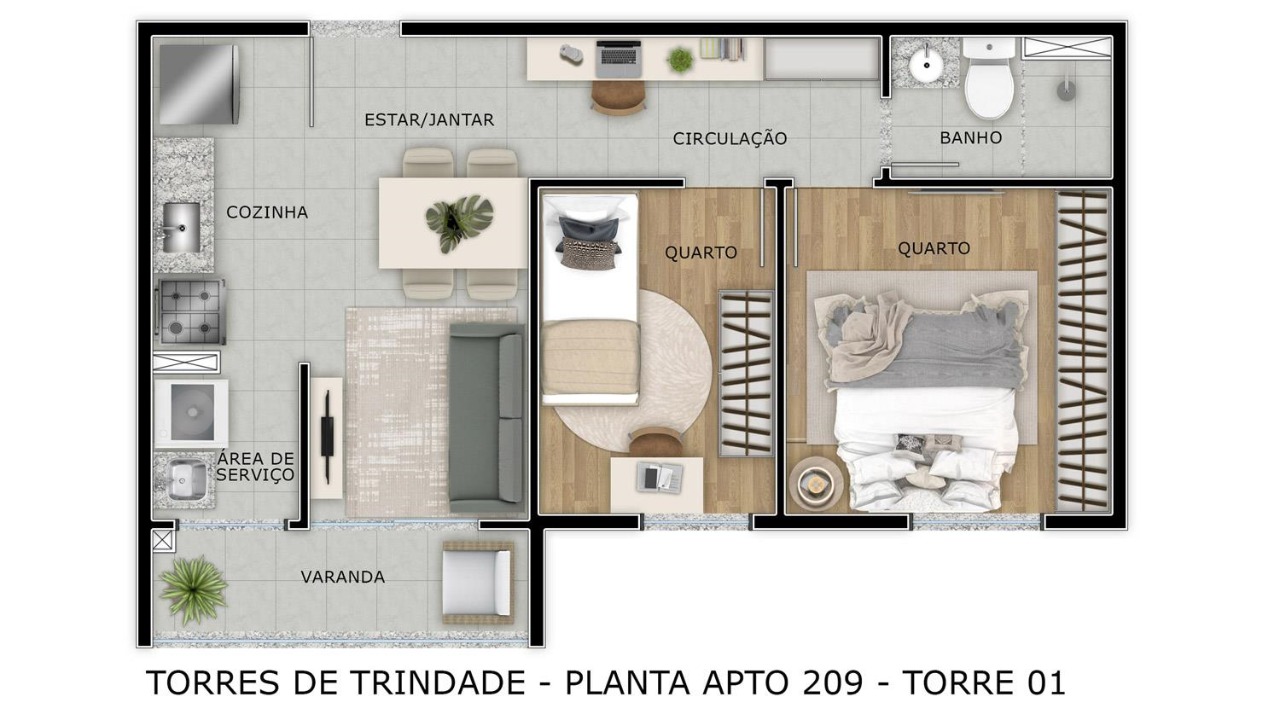 ESTAR/JANTAR
CIRCULAÇÃO
BANHO
COZINHA
QUARTO
QUARTO
ÁREA DE
SERVIÇO
VARANDA
TORRES DE TRINDADE - PLANTA APTO 209 - TORRE 01